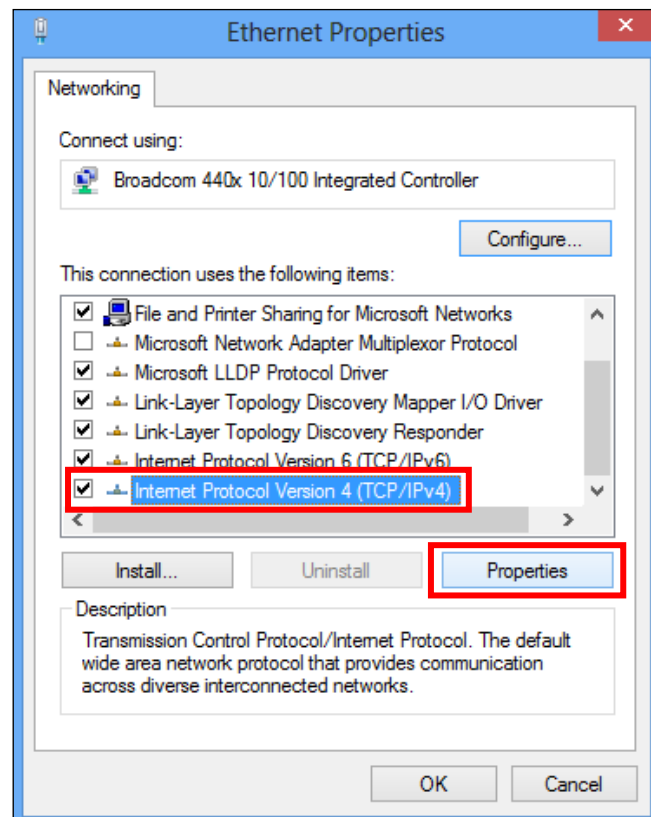 Ethernet Properties
Networking
Connect using:
Broadcom 440x 10/100 Integrated Controller
Configure...
This connection uses the following items:
File and Printer Sharing for Microsoft Networks
Microsoft Network Adapter Multiplexor Protocol
Microsoft LLDP Protocol Driver
Link-Layer Topology Discovery Mapper I/O Driver
Link-Layer Topology Discovery Responder
Internet Protocol Version 6 (TCP/IPv6)
Internet Protocol Version 4 (TCP/IPv4)
Install...
Uninstall
Properties
Description
Transmission Control Protocol/Internet Protocol. The default
wide area network protocol that provides communication
across diverse interconnected networks.
OK
Cancel